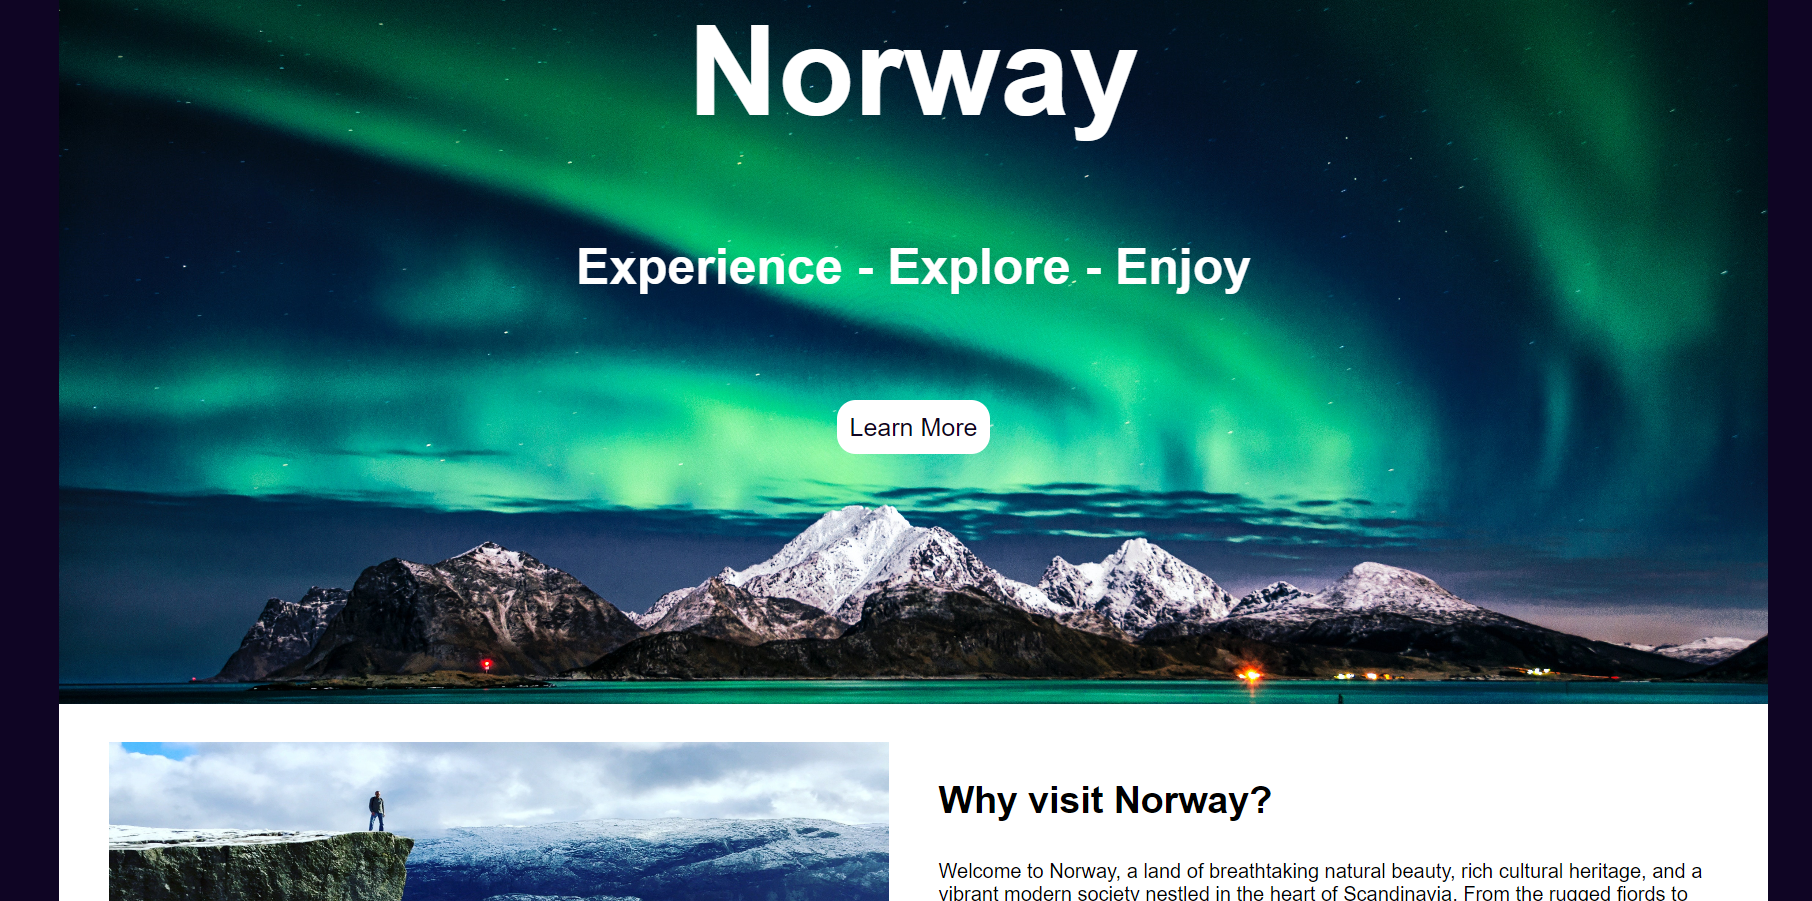 Norway
Experience - Explore - Enjoy
Learn More
Why visit Norway?
Welcome to Norway, a land of breathtaking natural beauty, rich cultural heritage, and a
vibrant modern society nestled in the heart of Scandinavia. From the rugged fjords to